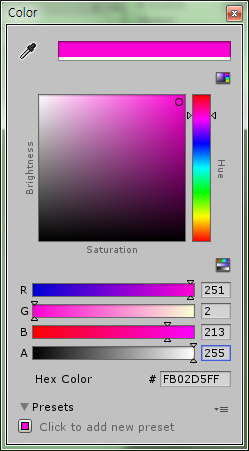 Color
Brightness
Hue
Saturation
R 251
G 2
B 213
A 255
Hex Color # FB02D5FF
Presets
Click to add new preset